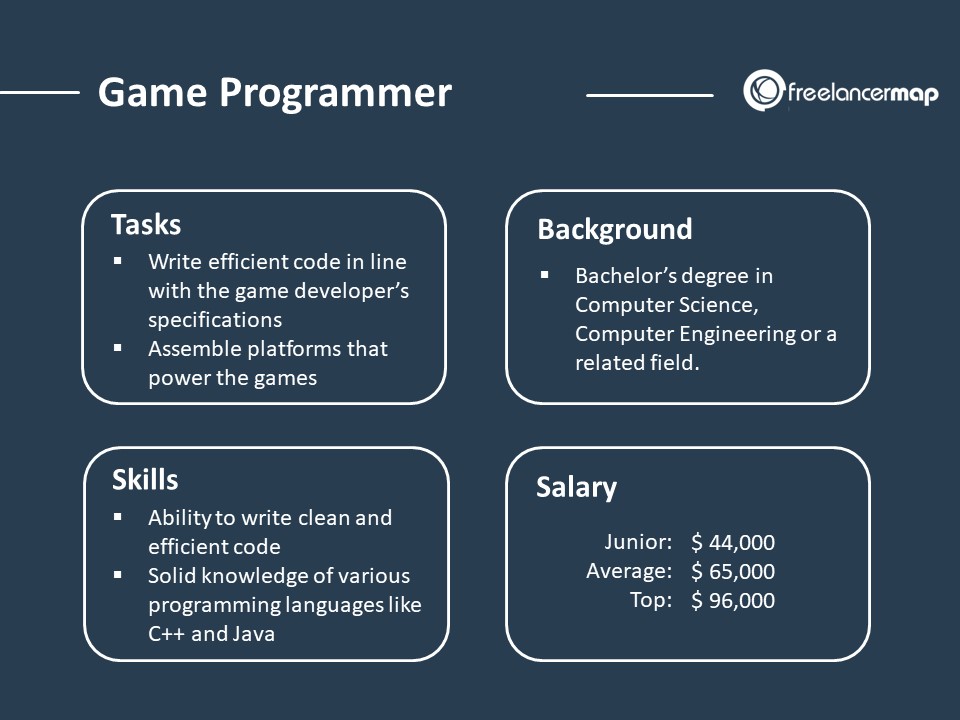 Game Programmer
freelancermap
Tasks
▪ Write efficient code in line
with the game developer’s
specifications
▪ Assemble platforms that
power the games
Background
▪ Bachelor’s degree in
Computer Science,
Computer Engineering or a
related field.
Skills
▪ Ability to write clean and
efficient code
▪ Solid knowledge of various
programming languages like
C++ and Java
Salary
Junior: $ 44,000
Average: $ 65,000
Top: $ 96,000